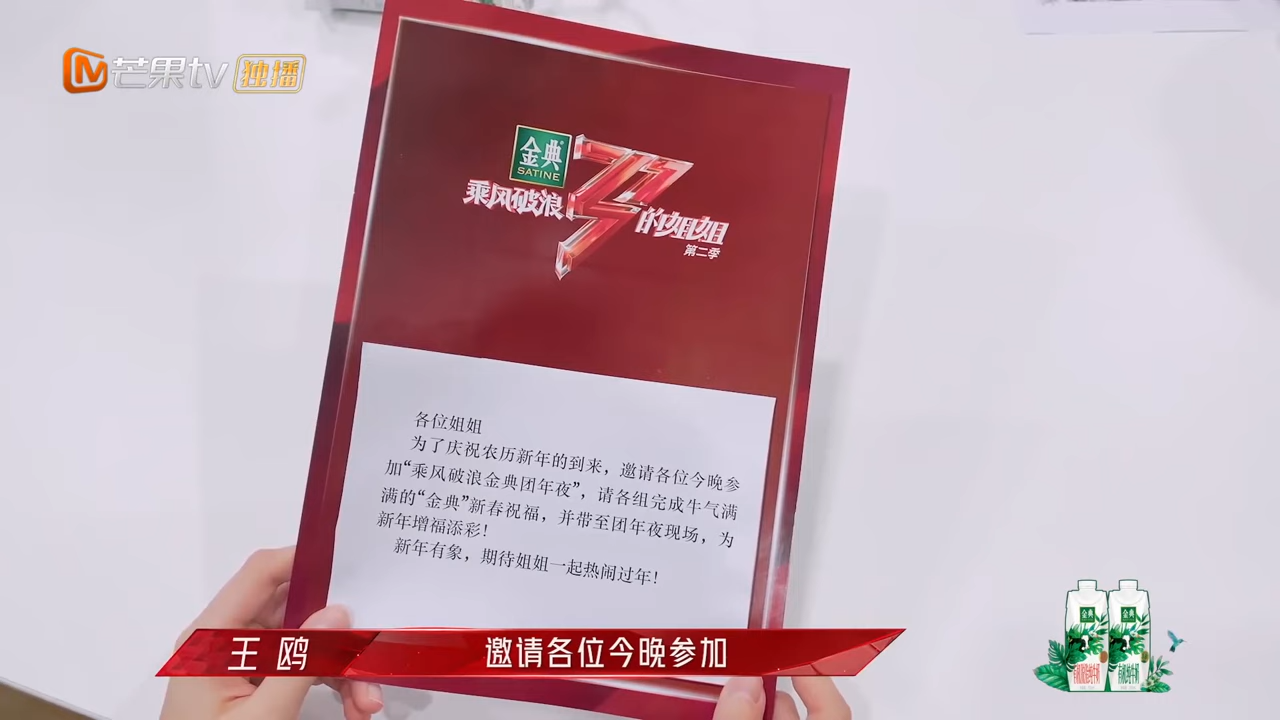 芒果tv 独播
金典
SATINE
乘风破浪的姐姐
第二季
各位姐姐
为了庆祝农历新年的到来，邀请各位今晚参
加“乘风破浪金典团年夜”，请各组完成牛气满
满的“金典”新春祝福，并带至团年夜现场，为
新年增福添彩！
新年有象，期待姐姐一起热闹过年！
王鸥 邀请各位今晚参加
金典 金典